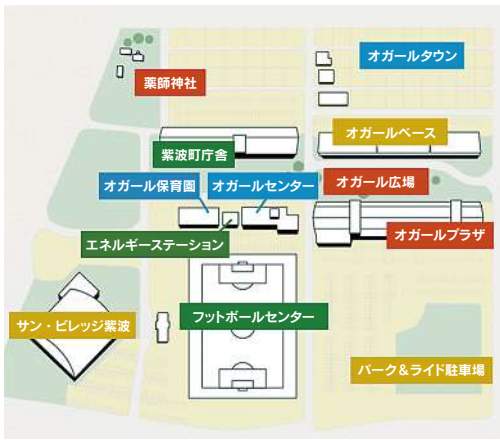 オガールタウン
薬師神社
オガールベース
紫波町庁舎
オガール保育園
オガールセンター
オガール広場
エネルギーステーション
オガールプラザ
サン・ビレッジ紫波
フットボールセンター
パーク&ライド駐車場